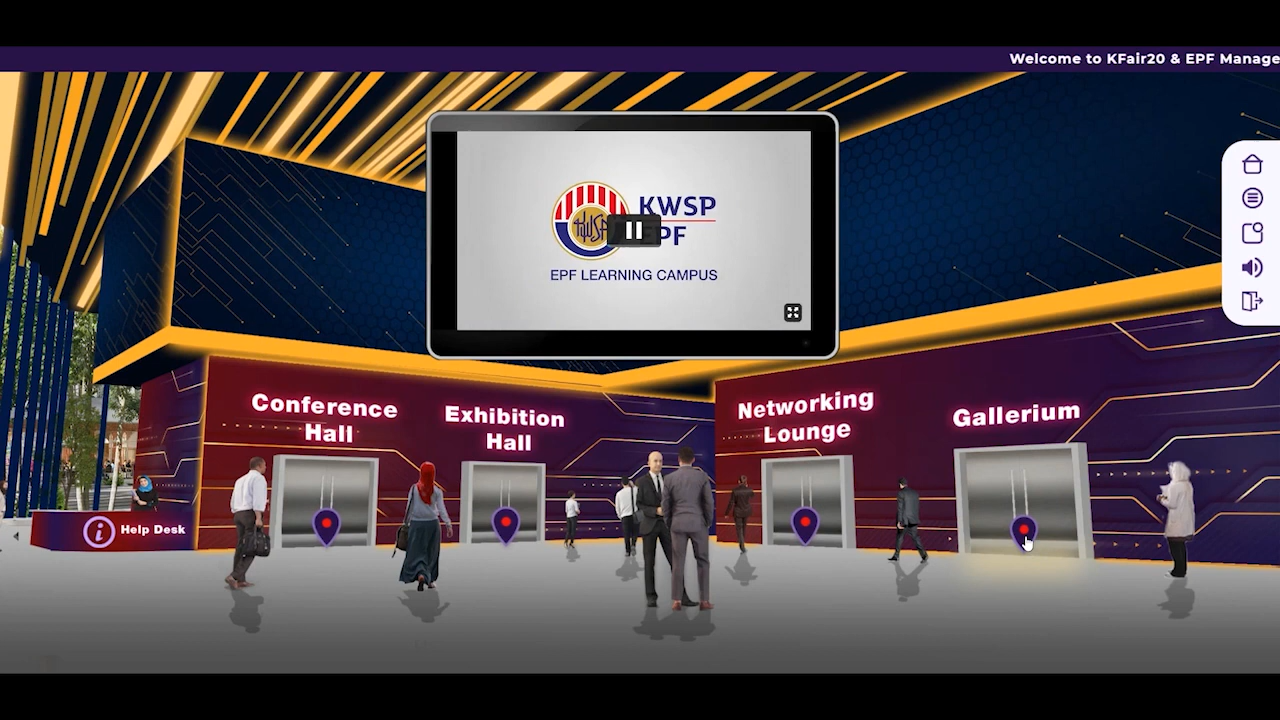 Welcome to KFair20 & EPF Manage
KWSP
EPF
EPF LEARNING CAMPUS
Conference
Hall
Exhibition
Hall
Networking
Lounge
Gallerium
i Help Desk